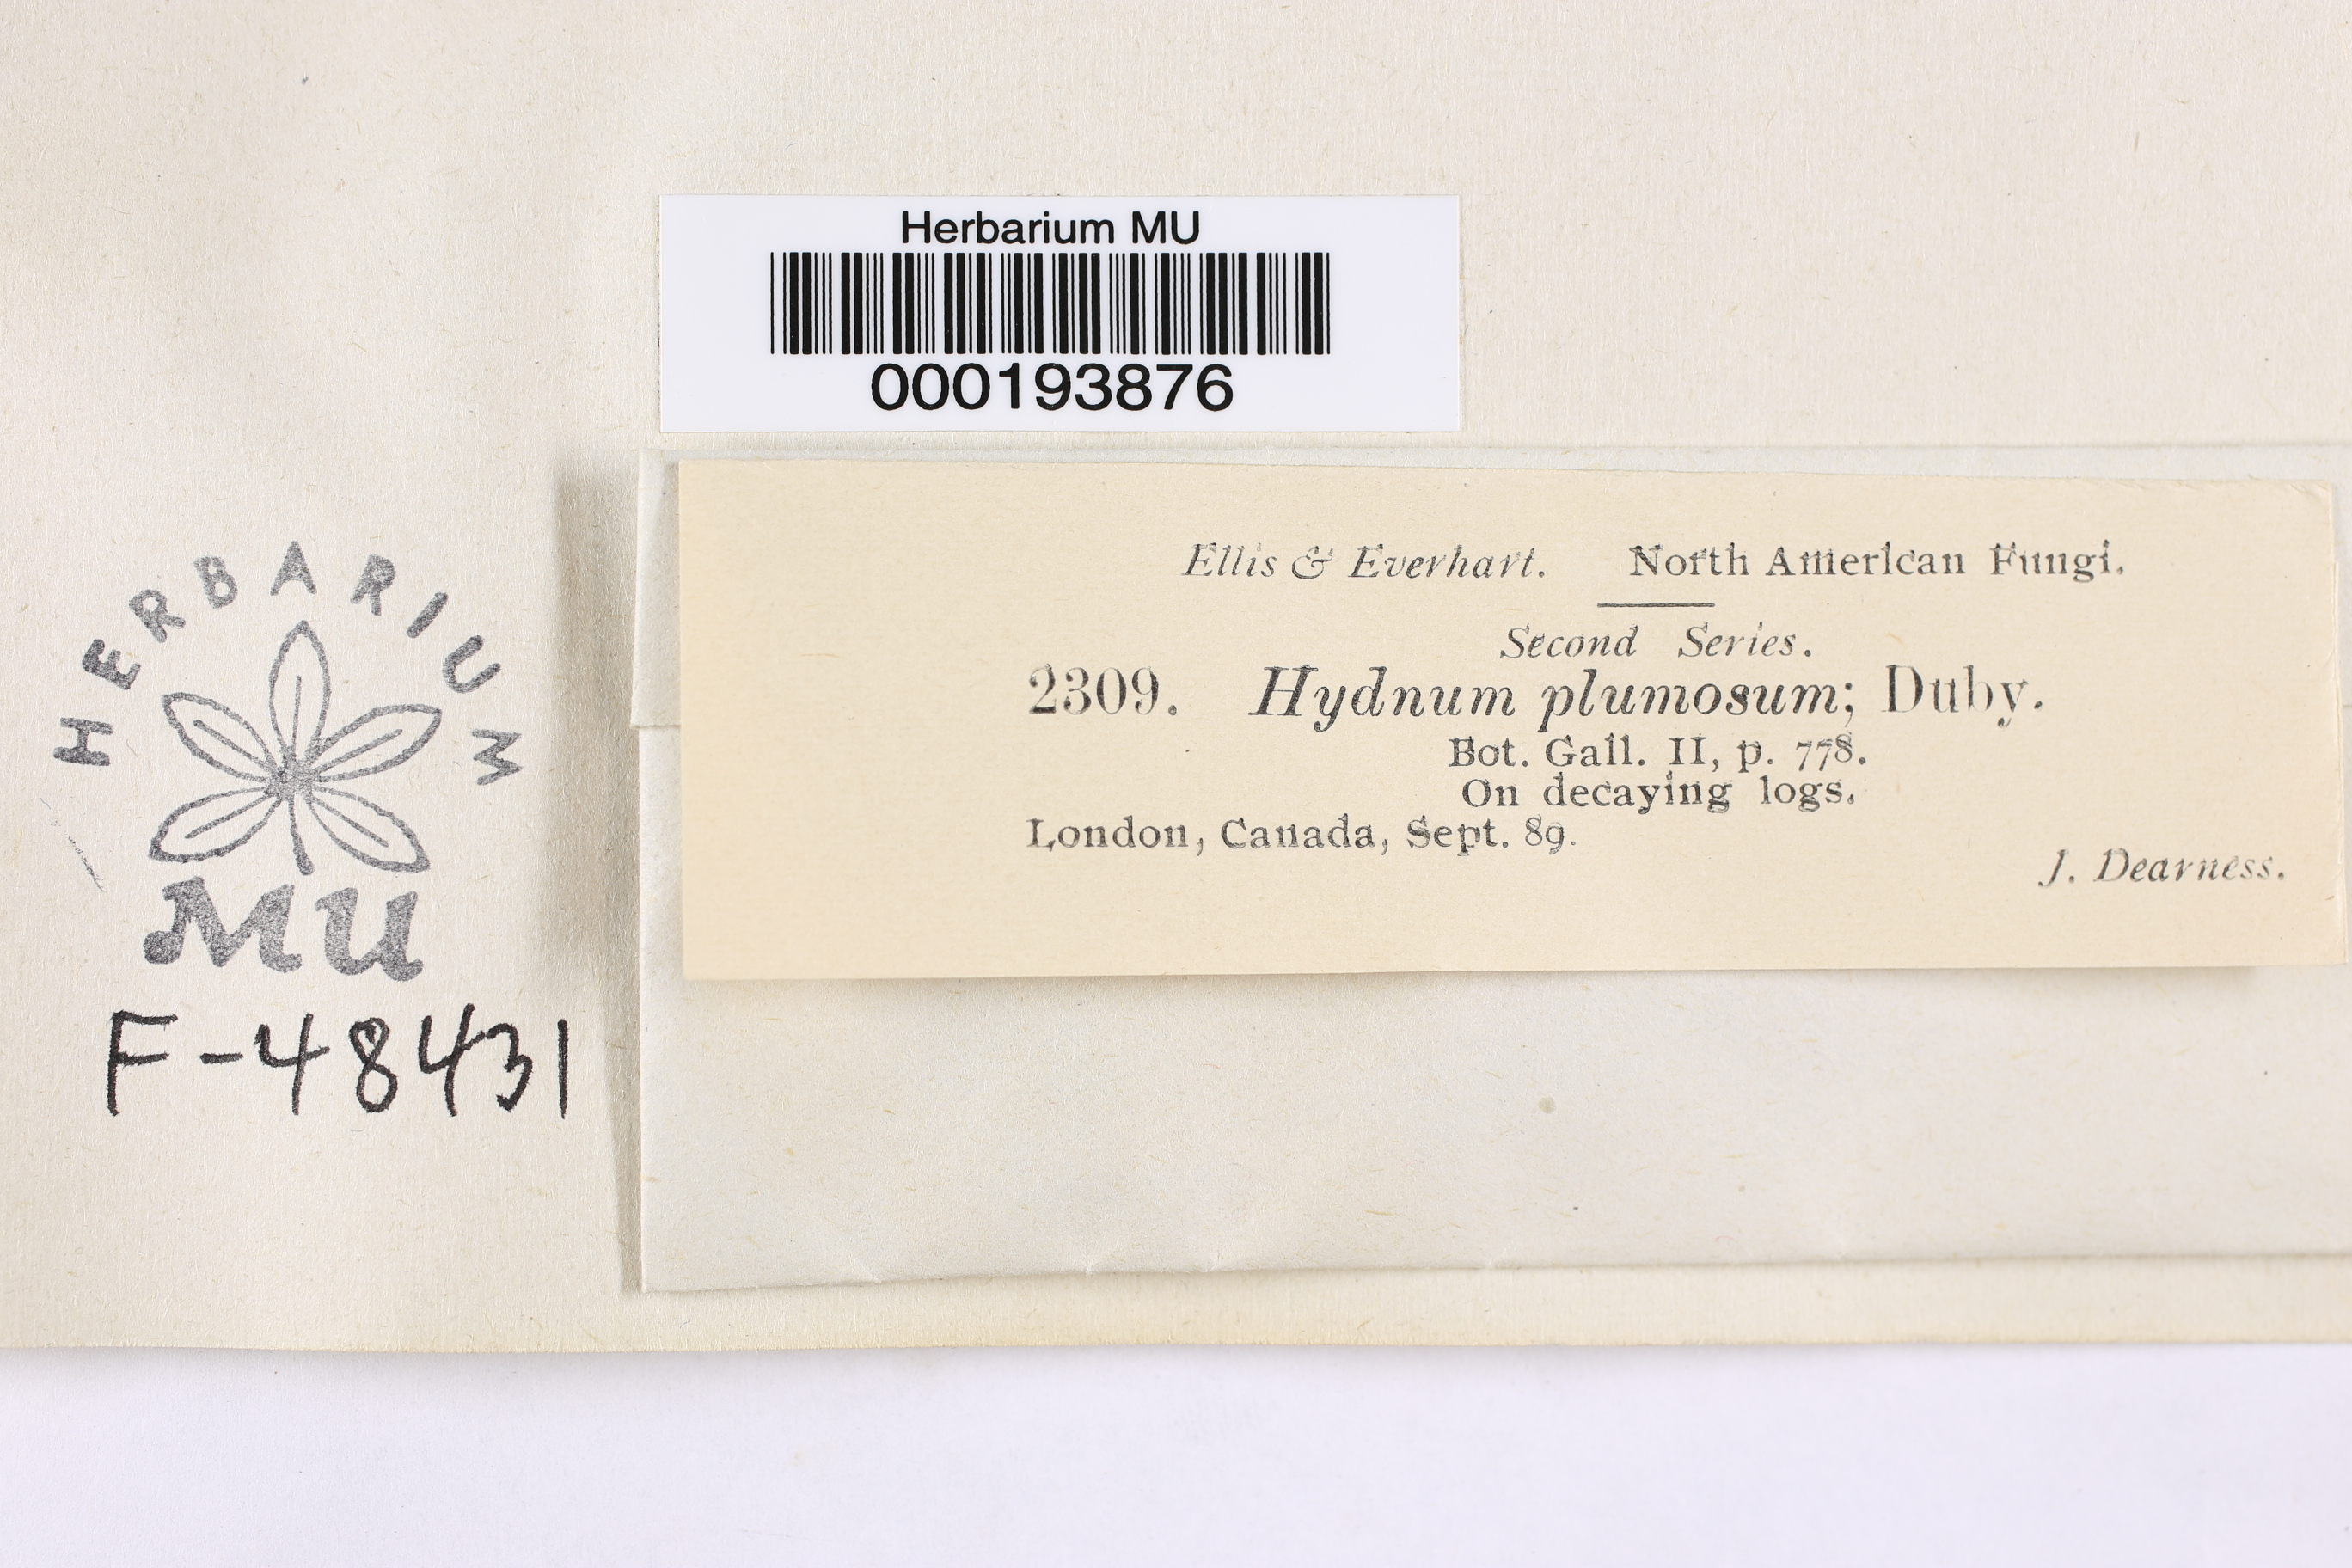 Herbarium MU
000193876
Ellis & Everhart. North American Fungi.
Second Series.
2309. Hydnum plumosum; Duby.
Bot. Gall. II, p. 778.
On decaying logs.
London, Canada, Sept. 89.
J. Dearness.
HERBARIUM
MU
F-48431